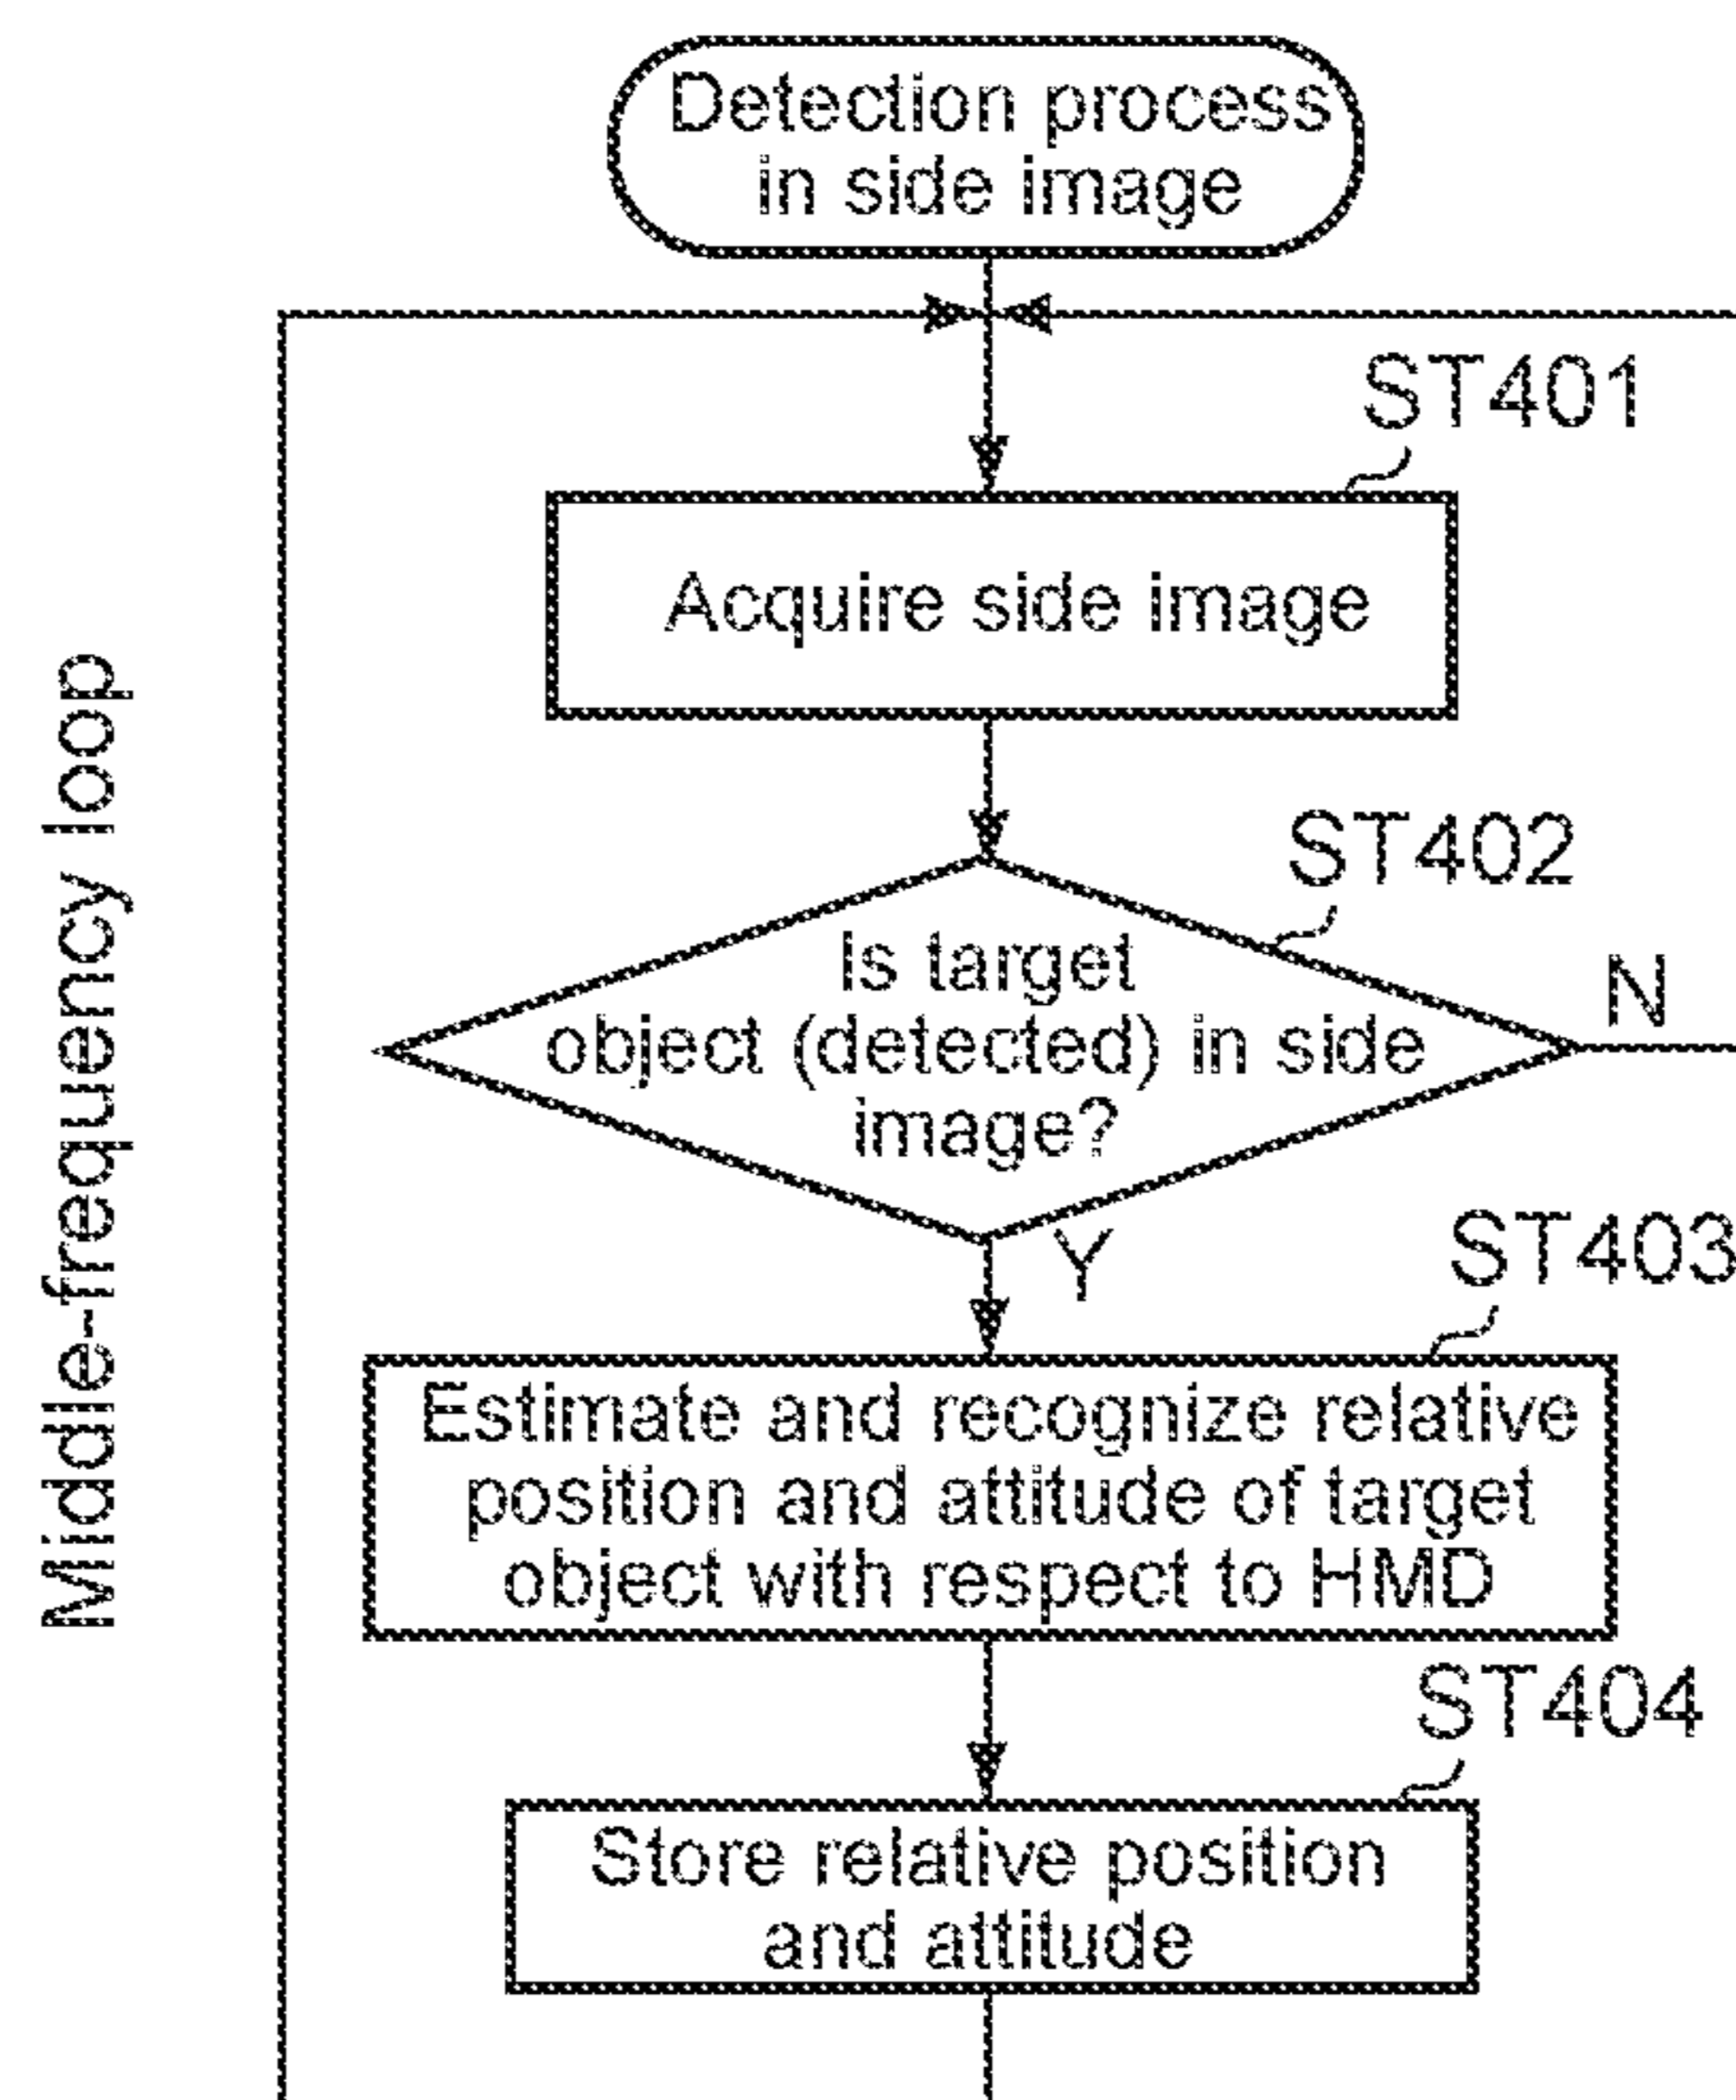 Detection process
in side image
ST401
Acquire side image
ST402
Is target
object (detected) in side
image?
N
Y
ST403
Estimate and recognize relative
position and attitude of target
object with respect to HMD
ST404
Store relative position
and attitude
Middle-frequency loop